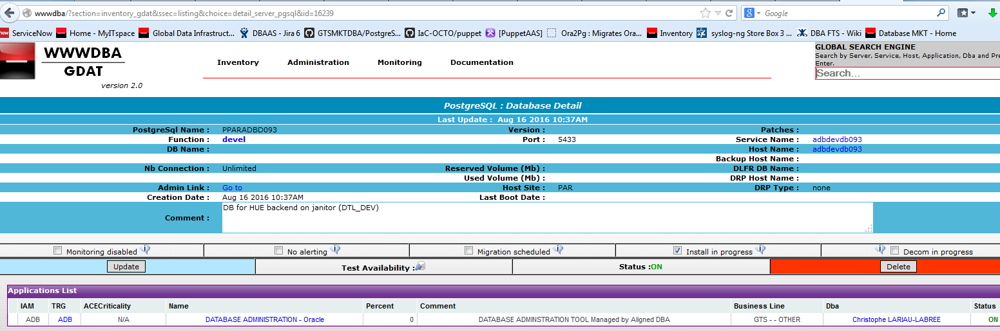 wwwdba/?section=inventory_gdat&ssec=listing&choice=detail_server_pgsql&id=16239 Google
now ServiceNow Home - MyITspace Global Data Infrastruct... DBAAS - Jira 6 GTSMKTDBA/PostgreS... IaC-OCTO/puppet [PuppetAAS] Ora2Pg : Migrates Ora... Inventory syslog-ng Store Box 3 ... DBA FTS - Wiki Database MKT - Home
WWWDBA
GDAT
version 2.0
Inventory Administration Monitoring Documentation
GLOBAL SEARCH ENGINE
Search by Server, Service, Host, Application, Dba and Pre
Enter.
Search...
PostgreSQL : Database Detail
Last Update : Aug 16 2016 10:37AM
PostgreSql Name : PPARADBD093 Version : Patches :
Function : devel Port : 5433 Service Name : adbdevdb093
DB Name : Host Name : adbdevdb093
Backup Host Name :
Nb Connection : Unlimited Reserved Volume (Mb) : DLFR DB Name :
Used Volume (Mb) : DRP Host Name :
Admin Link : Go to Host Site : PAR DRP Type : none
Creation Date : Aug 16 2016 10:37AM Last Boot Date :
Comment : DB for HUE backend on janitor (DTL_DEV)
Monitoring disabled No alerting Migration scheduled Install in progress Decom in progress
Update Test Availability : Status :ON Delete
Applications List
IAM TRG ACECriticality Name Percent Comment Business Line Dba Status
ADB ADB N/A DATABASE ADMINISTRATION - Oracle 0 DATABASE ADMINSTRATION TOOL Managed by Aligned DBA GTS - - OTHER Christophe LARIAU-LABREE ON